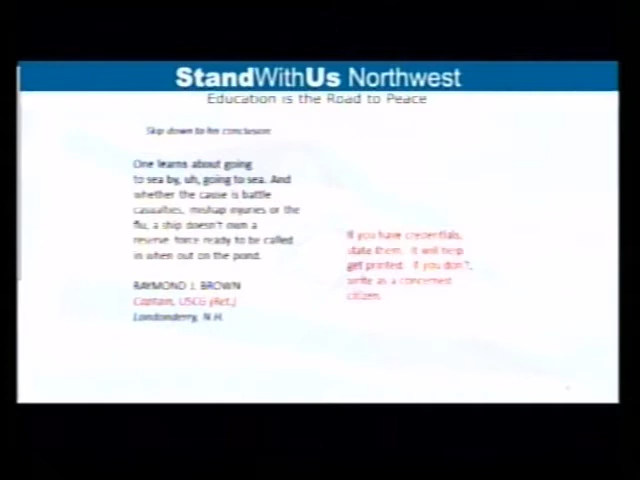 StandWithUs Northwest
Education is the Road to Peace
Skip down to his conclusion
One learns about going
to sea by, uh, going to sea. And
whether the cause is battle
casualties, mishap injuries or the
flu, a ship doesn't own a
reserve force ready to be called
in when out on the pond.
RAYMOND J. BROWN
Captain, USCG (Ret.)
Londonderry, N.H.
If you have credentials,
state them. It will help
get printed. If you don't,
write as a concerned
citizen.